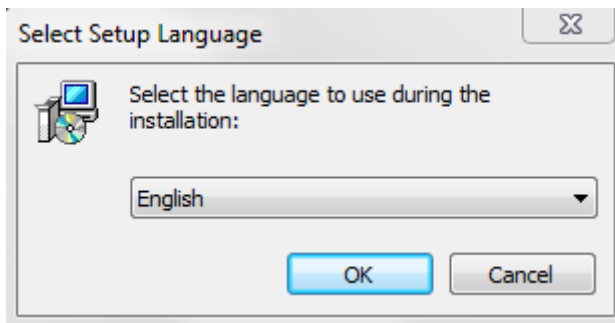 Select Setup Language
Select the language to use during the
installation:
English
OK
Cancel